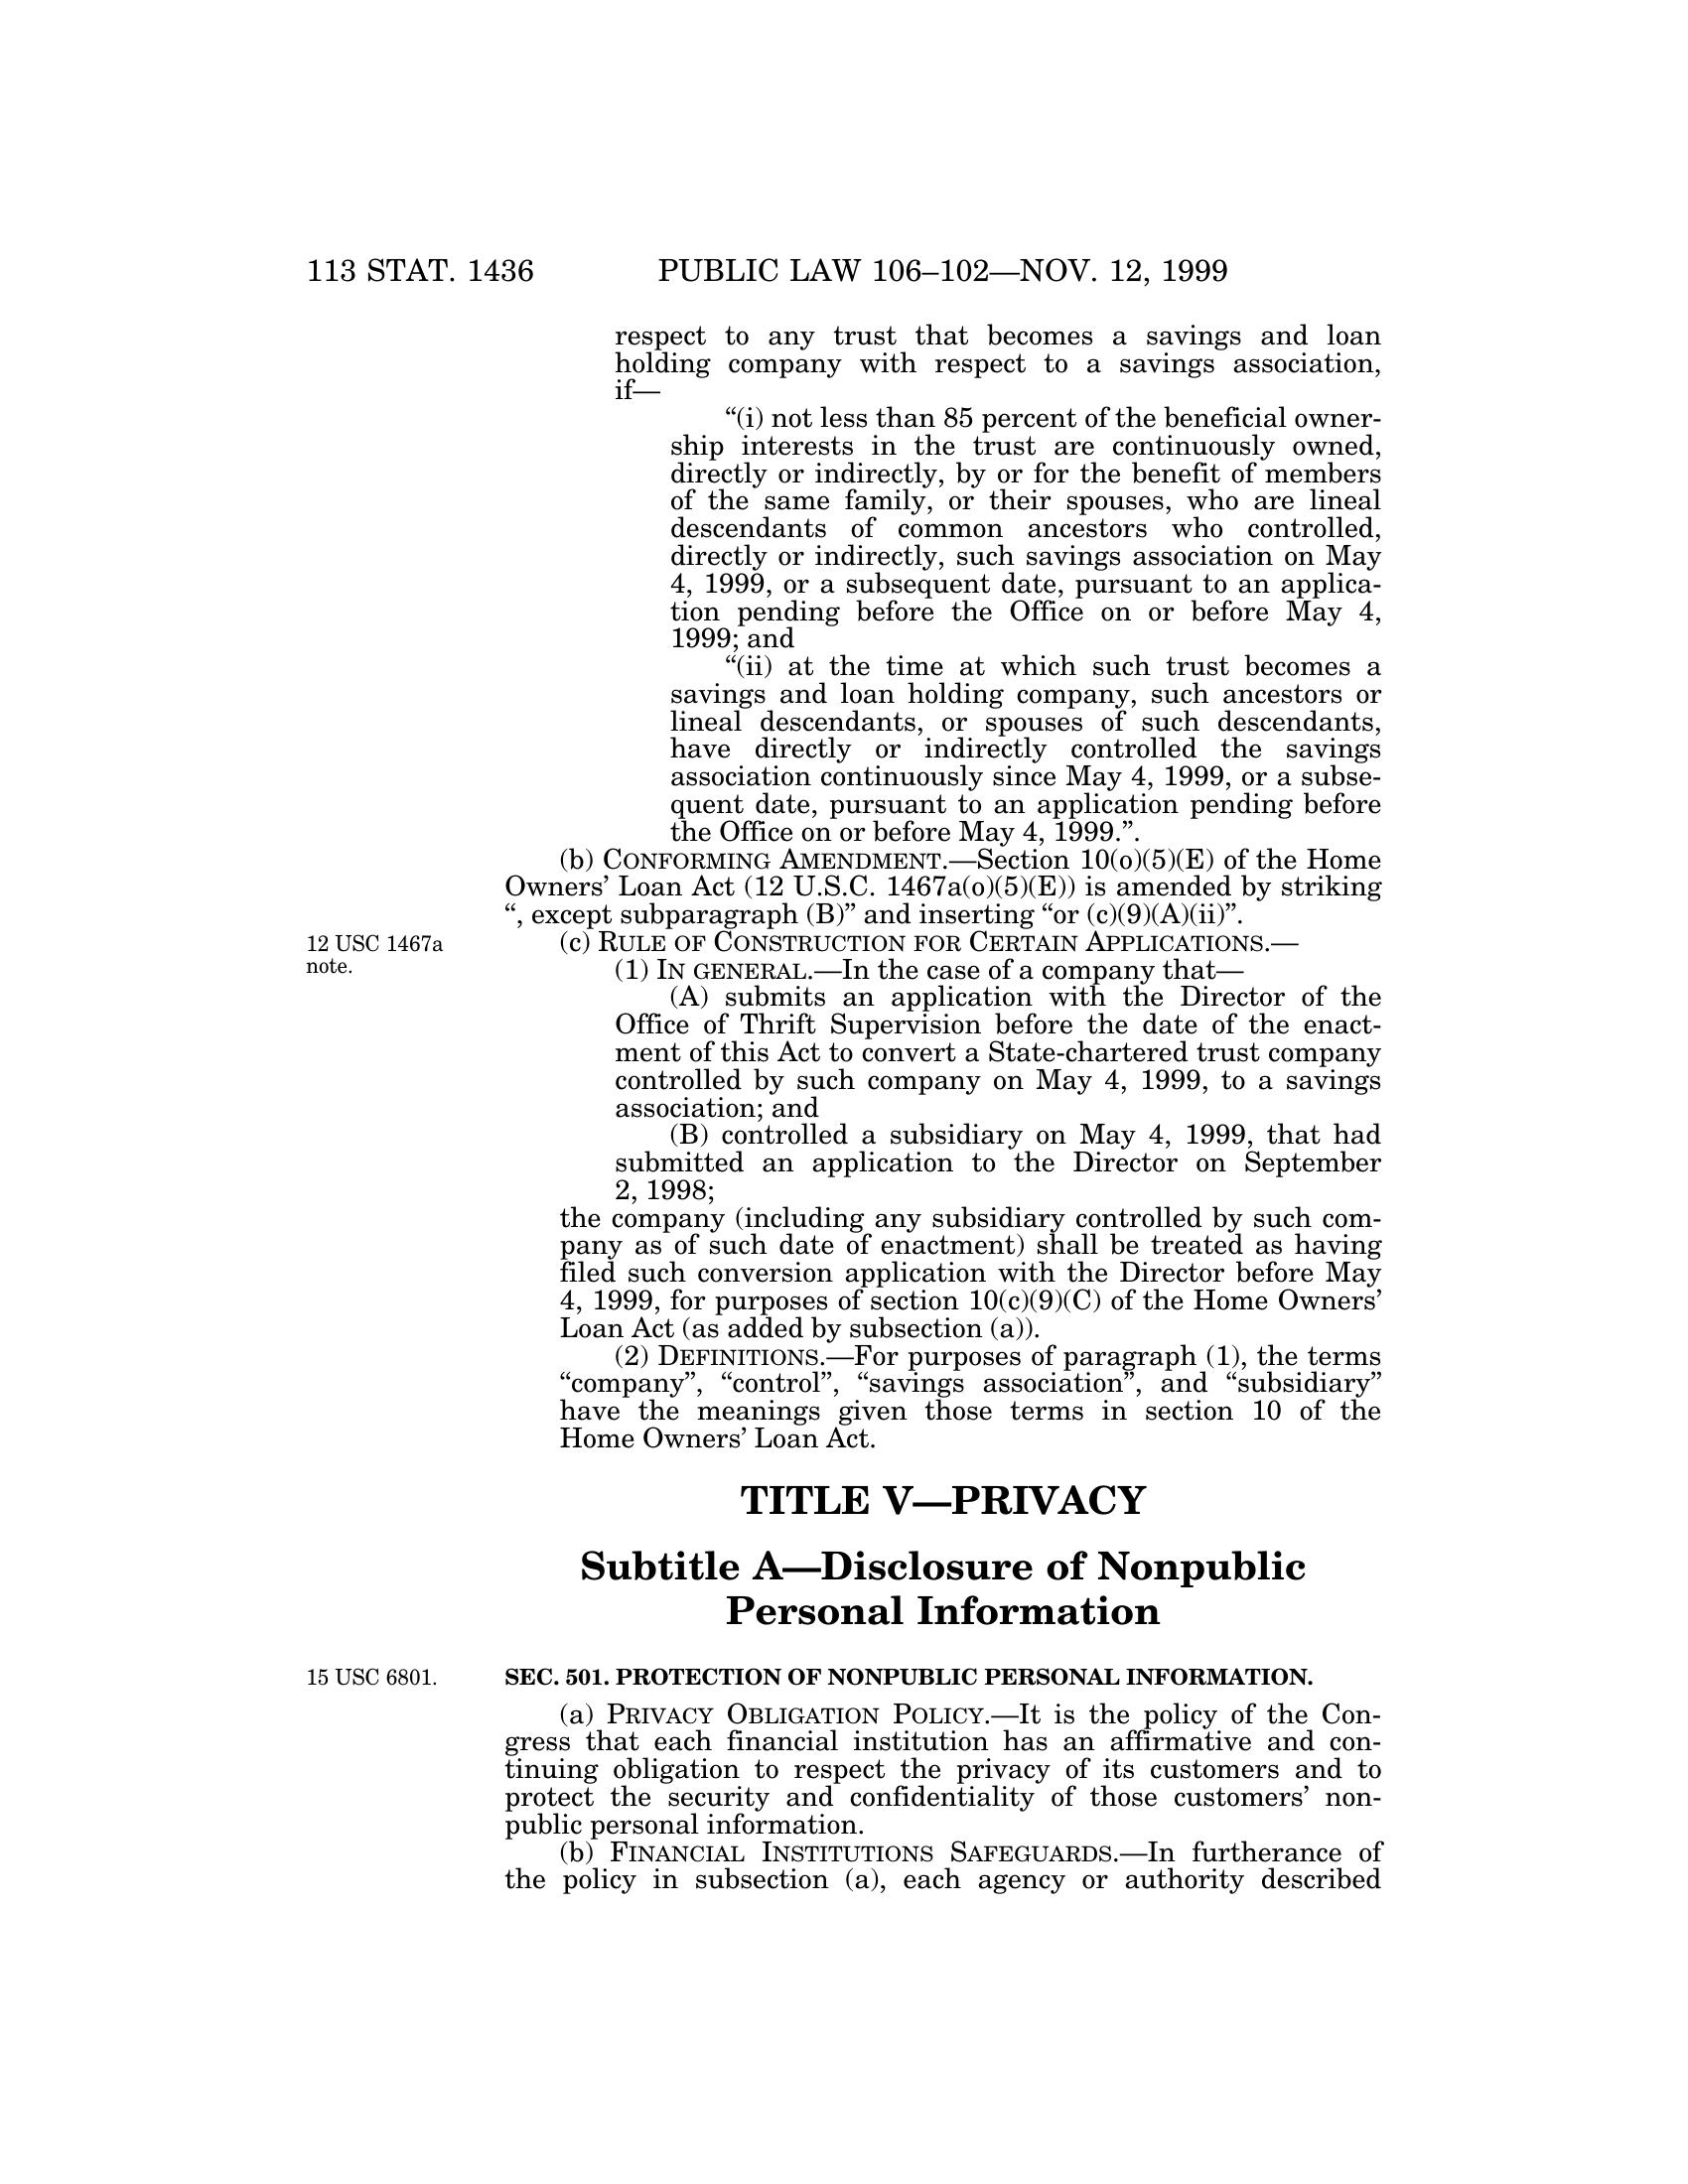 113 STAT. 1436 PUBLIC LAW 106–102—NOV. 12, 1999
respect to any trust that becomes a savings and loan
holding company with respect to a savings association,
if—
“(i) not less than 85 percent of the beneficial owner-
ship interests in the trust are continuously owned,
directly or indirectly, by or for the benefit of members
of the same family, or their spouses, who are lineal
descendants of common ancestors who controlled,
directly or indirectly, such savings association on May
4, 1999, or a subsequent date, pursuant to an applica-
tion pending before the Office on or before May 4,
1999; and
“(ii) at the time at which such trust becomes a
savings and loan holding company, such ancestors or
lineal descendants, or spouses of such descendants,
have directly or indirectly controlled the savings
association continuously since May 4, 1999, or a subse-
quent date, pursuant to an application pending before
the Office on or before May 4, 1999.”.
(b) CONFORMING AMENDMENT.—Section 10(o)(5)(E) of the Home
Owners’ Loan Act (12 U.S.C. 1467a(o)(5)(E)) is amended by striking
“, except subparagraph (B)” and inserting “or (c)(9)(A)(ii)”.
12 USC 1467a
note.
(c) RULE OF CONSTRUCTION FOR CERTAIN APPLICATIONS.—
(1) IN GENERAL.—In the case of a company that—
(A) submits an application with the Director of the
Office of Thrift Supervision before the date of the enact-
ment of this Act to convert a State-chartered trust company
controlled by such company on May 4, 1999, to a savings
association; and
(B) controlled a subsidiary on May 4, 1999, that had
submitted an application to the Director on September
2, 1998;
the company (including any subsidiary controlled by such com-
pany as of such date of enactment) shall be treated as having
filed such conversion application with the Director before May
4, 1999, for purposes of section 10(c)(9)(C) of the Home Owners’
Loan Act (as added by subsection (a)).
(2) DEFINITIONS.—For purposes of paragraph (1), the terms
“company”, “control”, “savings association”, and “subsidiary”
have the meanings given those terms in section 10 of the
Home Owners’ Loan Act.
TITLE V—PRIVACY
Subtitle A—Disclosure of Nonpublic
Personal Information
15 USC 6801.
SEC. 501. PROTECTION OF NONPUBLIC PERSONAL INFORMATION.
(a) PRIVACY OBLIGATION POLICY.—It is the policy of the Con-
gress that each financial institution has an affirmative and con-
tinuing obligation to respect the privacy of its customers and to
protect the security and confidentiality of those customers’ non-
public personal information.
(b) FINANCIAL INSTITUTIONS SAFEGUARDS.—In furtherance of
the policy in subsection (a), each agency or authority described